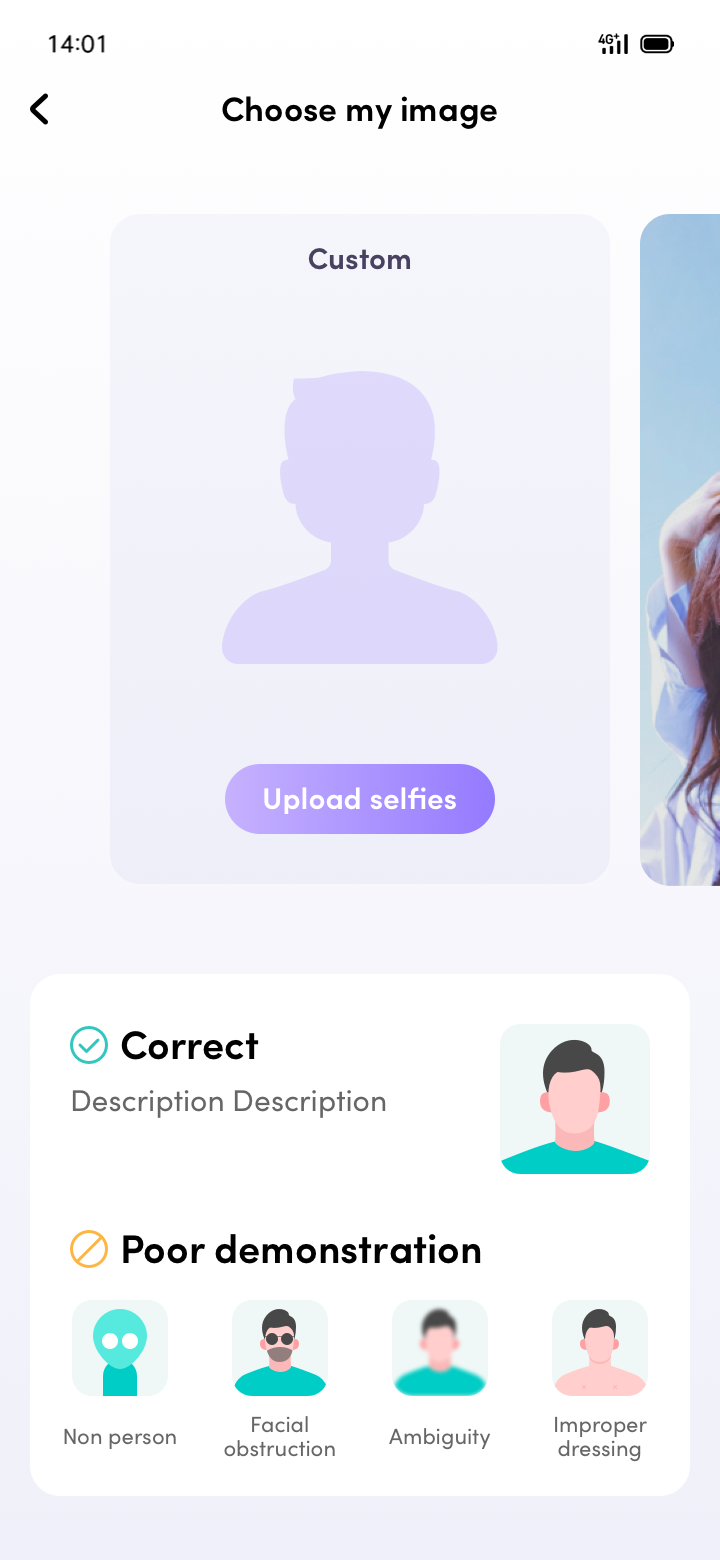 14:01
4G+
Choose my image
Custom
Upload selfies
Correct
Description Description
Poor demonstration
Non person
Facial
obstruction
Ambiguity
Improper
dressing